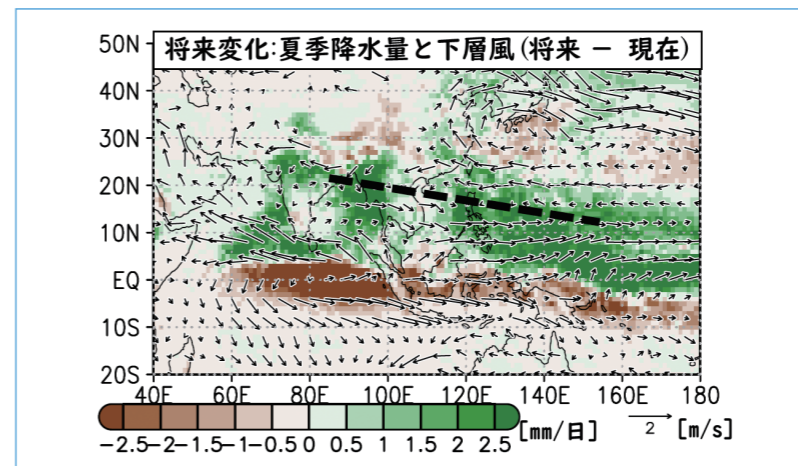 将来変化:夏季降水量と下層風(将来 − 現在)
50N
40N
30N
20N
10N
EQ
10S
20S
40E 60E 80E 100E 120E 140E 160E 180
−2.5−2−1.5−1−0.5 0 0.5 1 1.5 2 2.5 [mm/日] 2 [m/s]